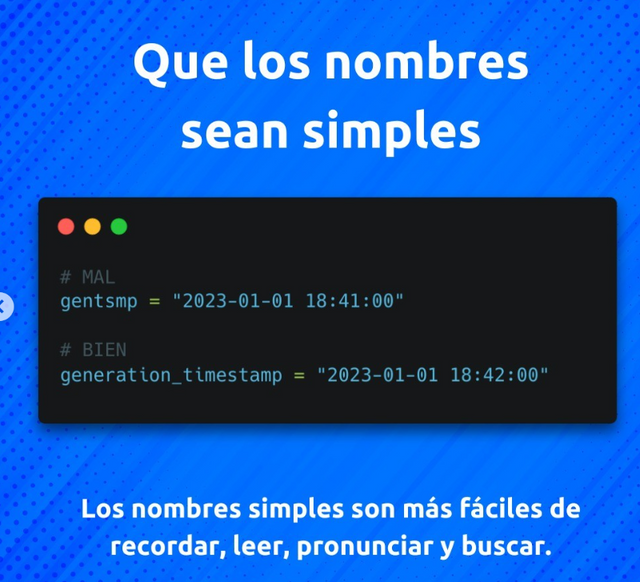 Que los nombres
sean simples
# MAL
gentsmp = "2023-01-01 18:41:00"
# BIEN
generation_timestamp = "2023-01-01 18:42:00"
Los nombres simples son más fáciles de
recordar, leer, pronunciar y buscar.